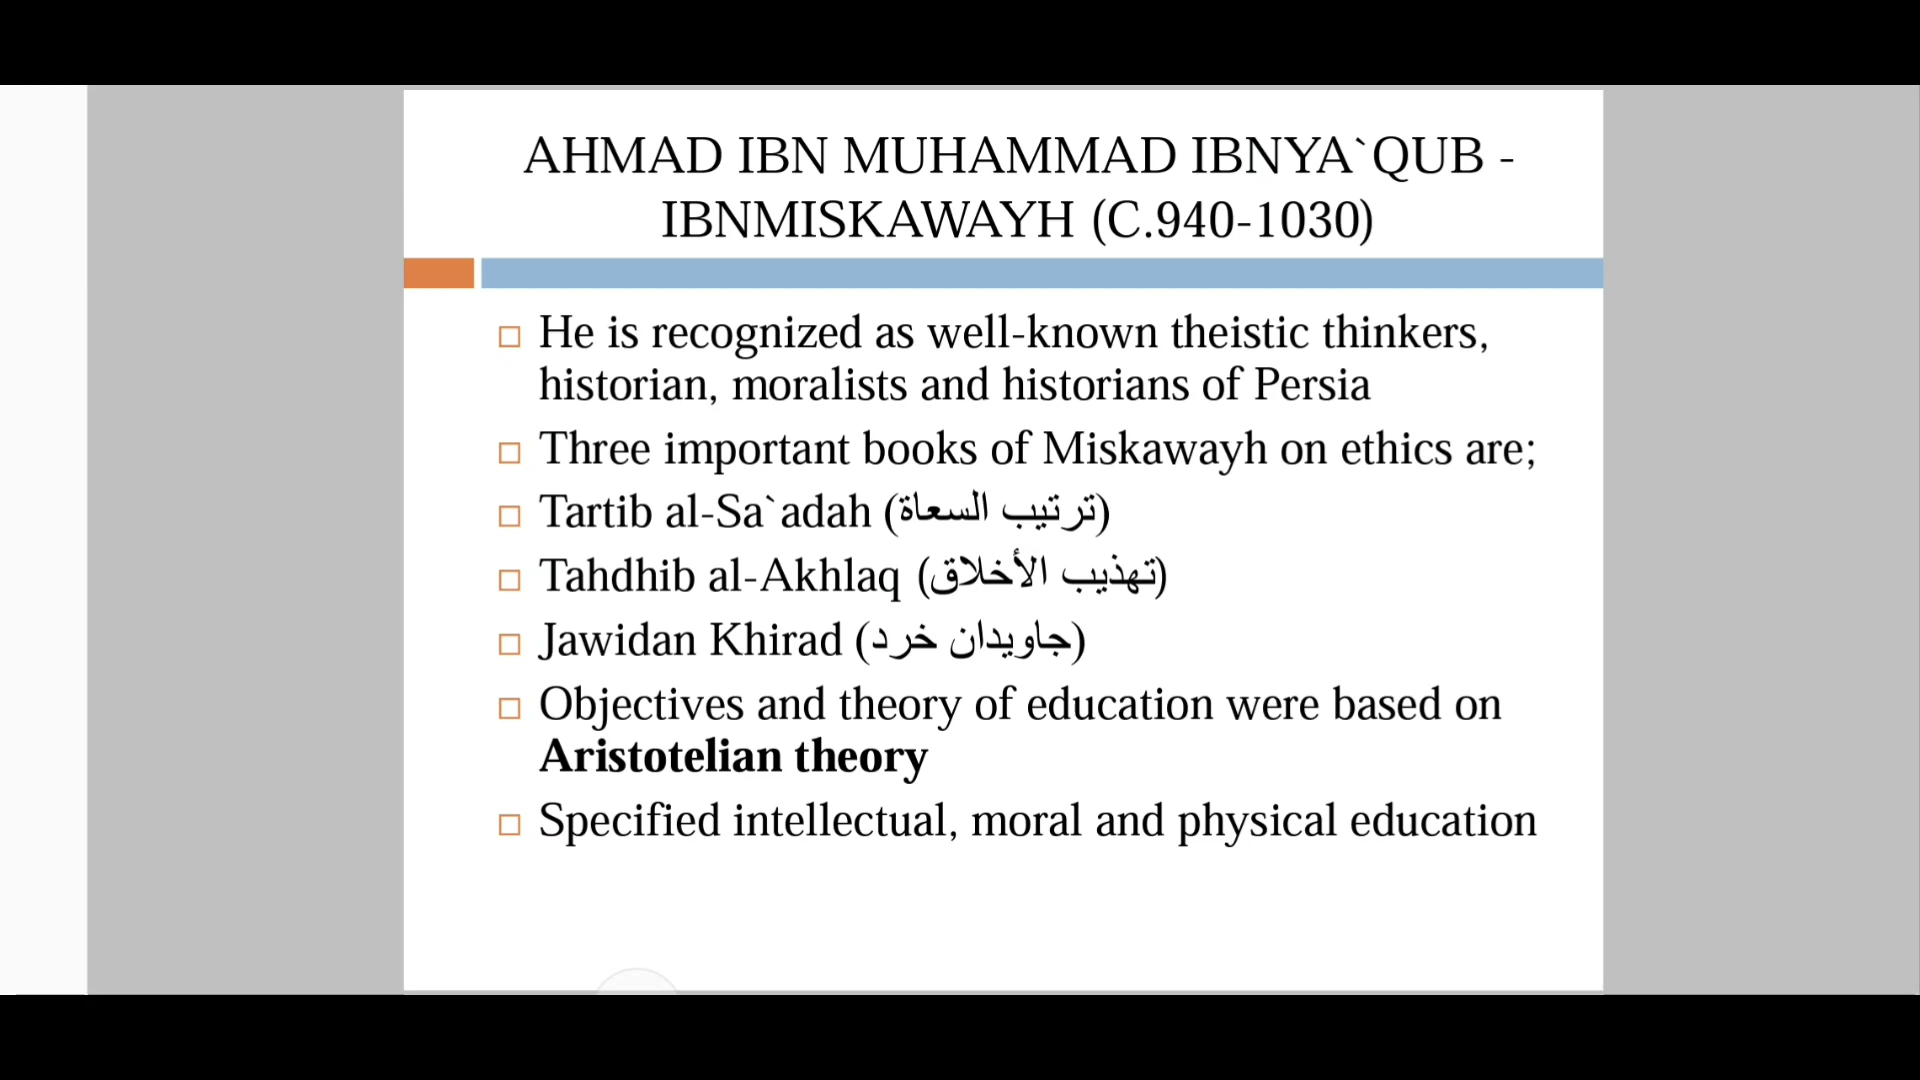 AHMAD IBN MUHAMMAD IBNYA`QUB -
IBNMISKAWAYH (C.940-1030)
He is recognized as well-known theistic thinkers,
historian, moralists and historians of Persia
Three important books of Miskawayh on ethics are;
Tartib al-Sa`adah (ترتيب السعاة)
Tahdhib al-Akhlaq (تهذيب الأخلاق)
Jawidan Khirad (جاويدان خرد)
Objectives and theory of education were based on
Aristotelian theory
Specified intellectual, moral and physical education